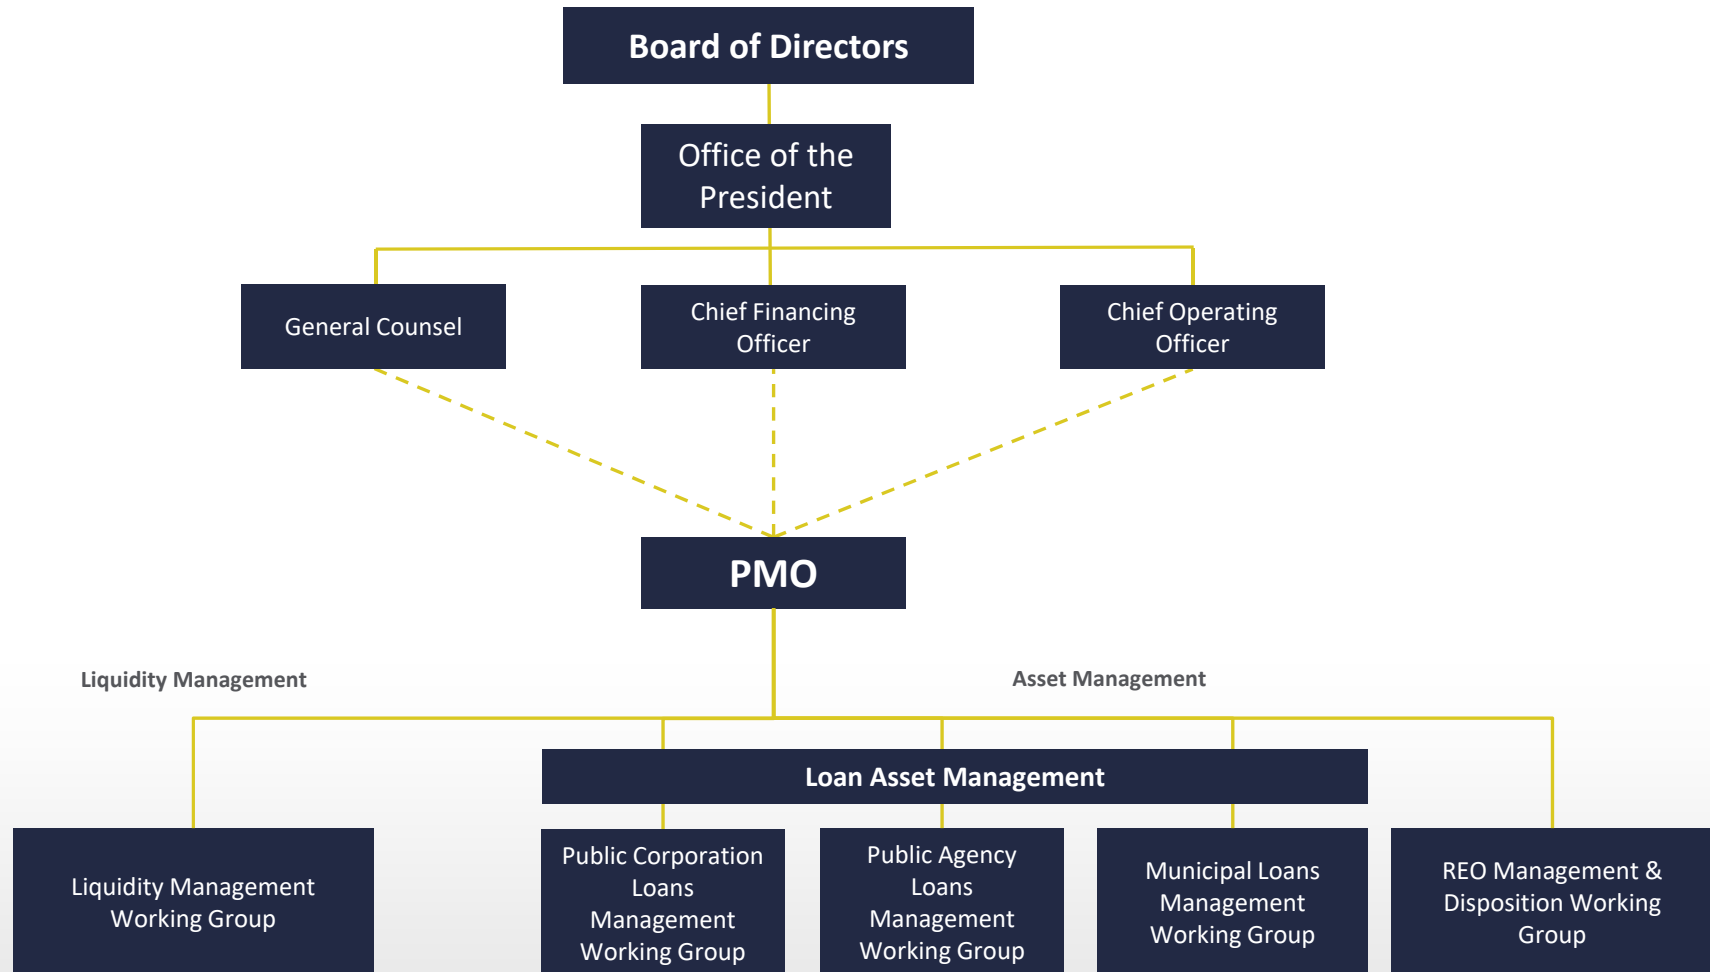 Board of Directors
Office of the
President
General Counsel
Chief Financing
Officer
Chief Operating
Officer
PMO
Liquidity Management
Asset Management
Loan Asset Management
Liquidity Management
Working Group
Public Corporation
Loans
Management
Working Group
Public Agency
Loans
Management
Working Group
Municipal Loans
Management
Working Group
REO Management &
Disposition Working
Group